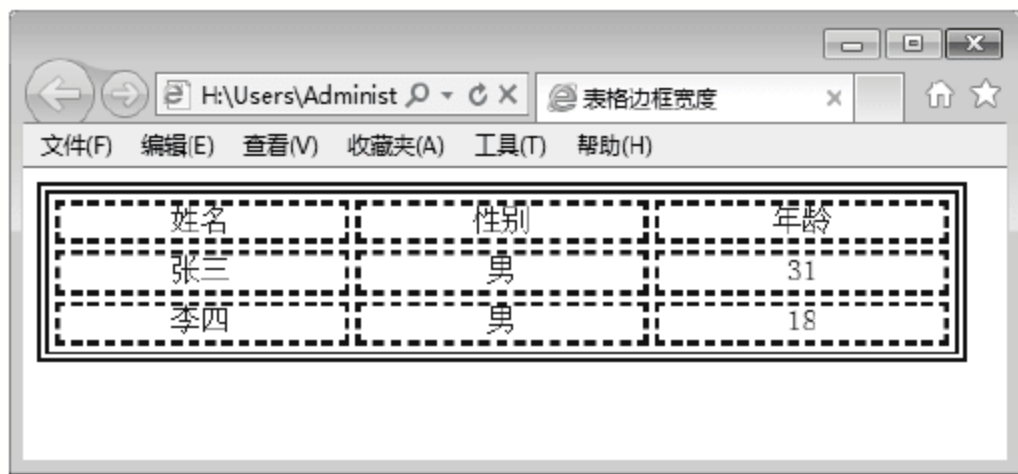 H:\Users\Administ
表格边框宽度
文件(F) 编辑(E) 查看(V) 收藏夹(A) 工具(T) 帮助(H)
姓名 性别 年龄
张三 男 31
李四 男 18